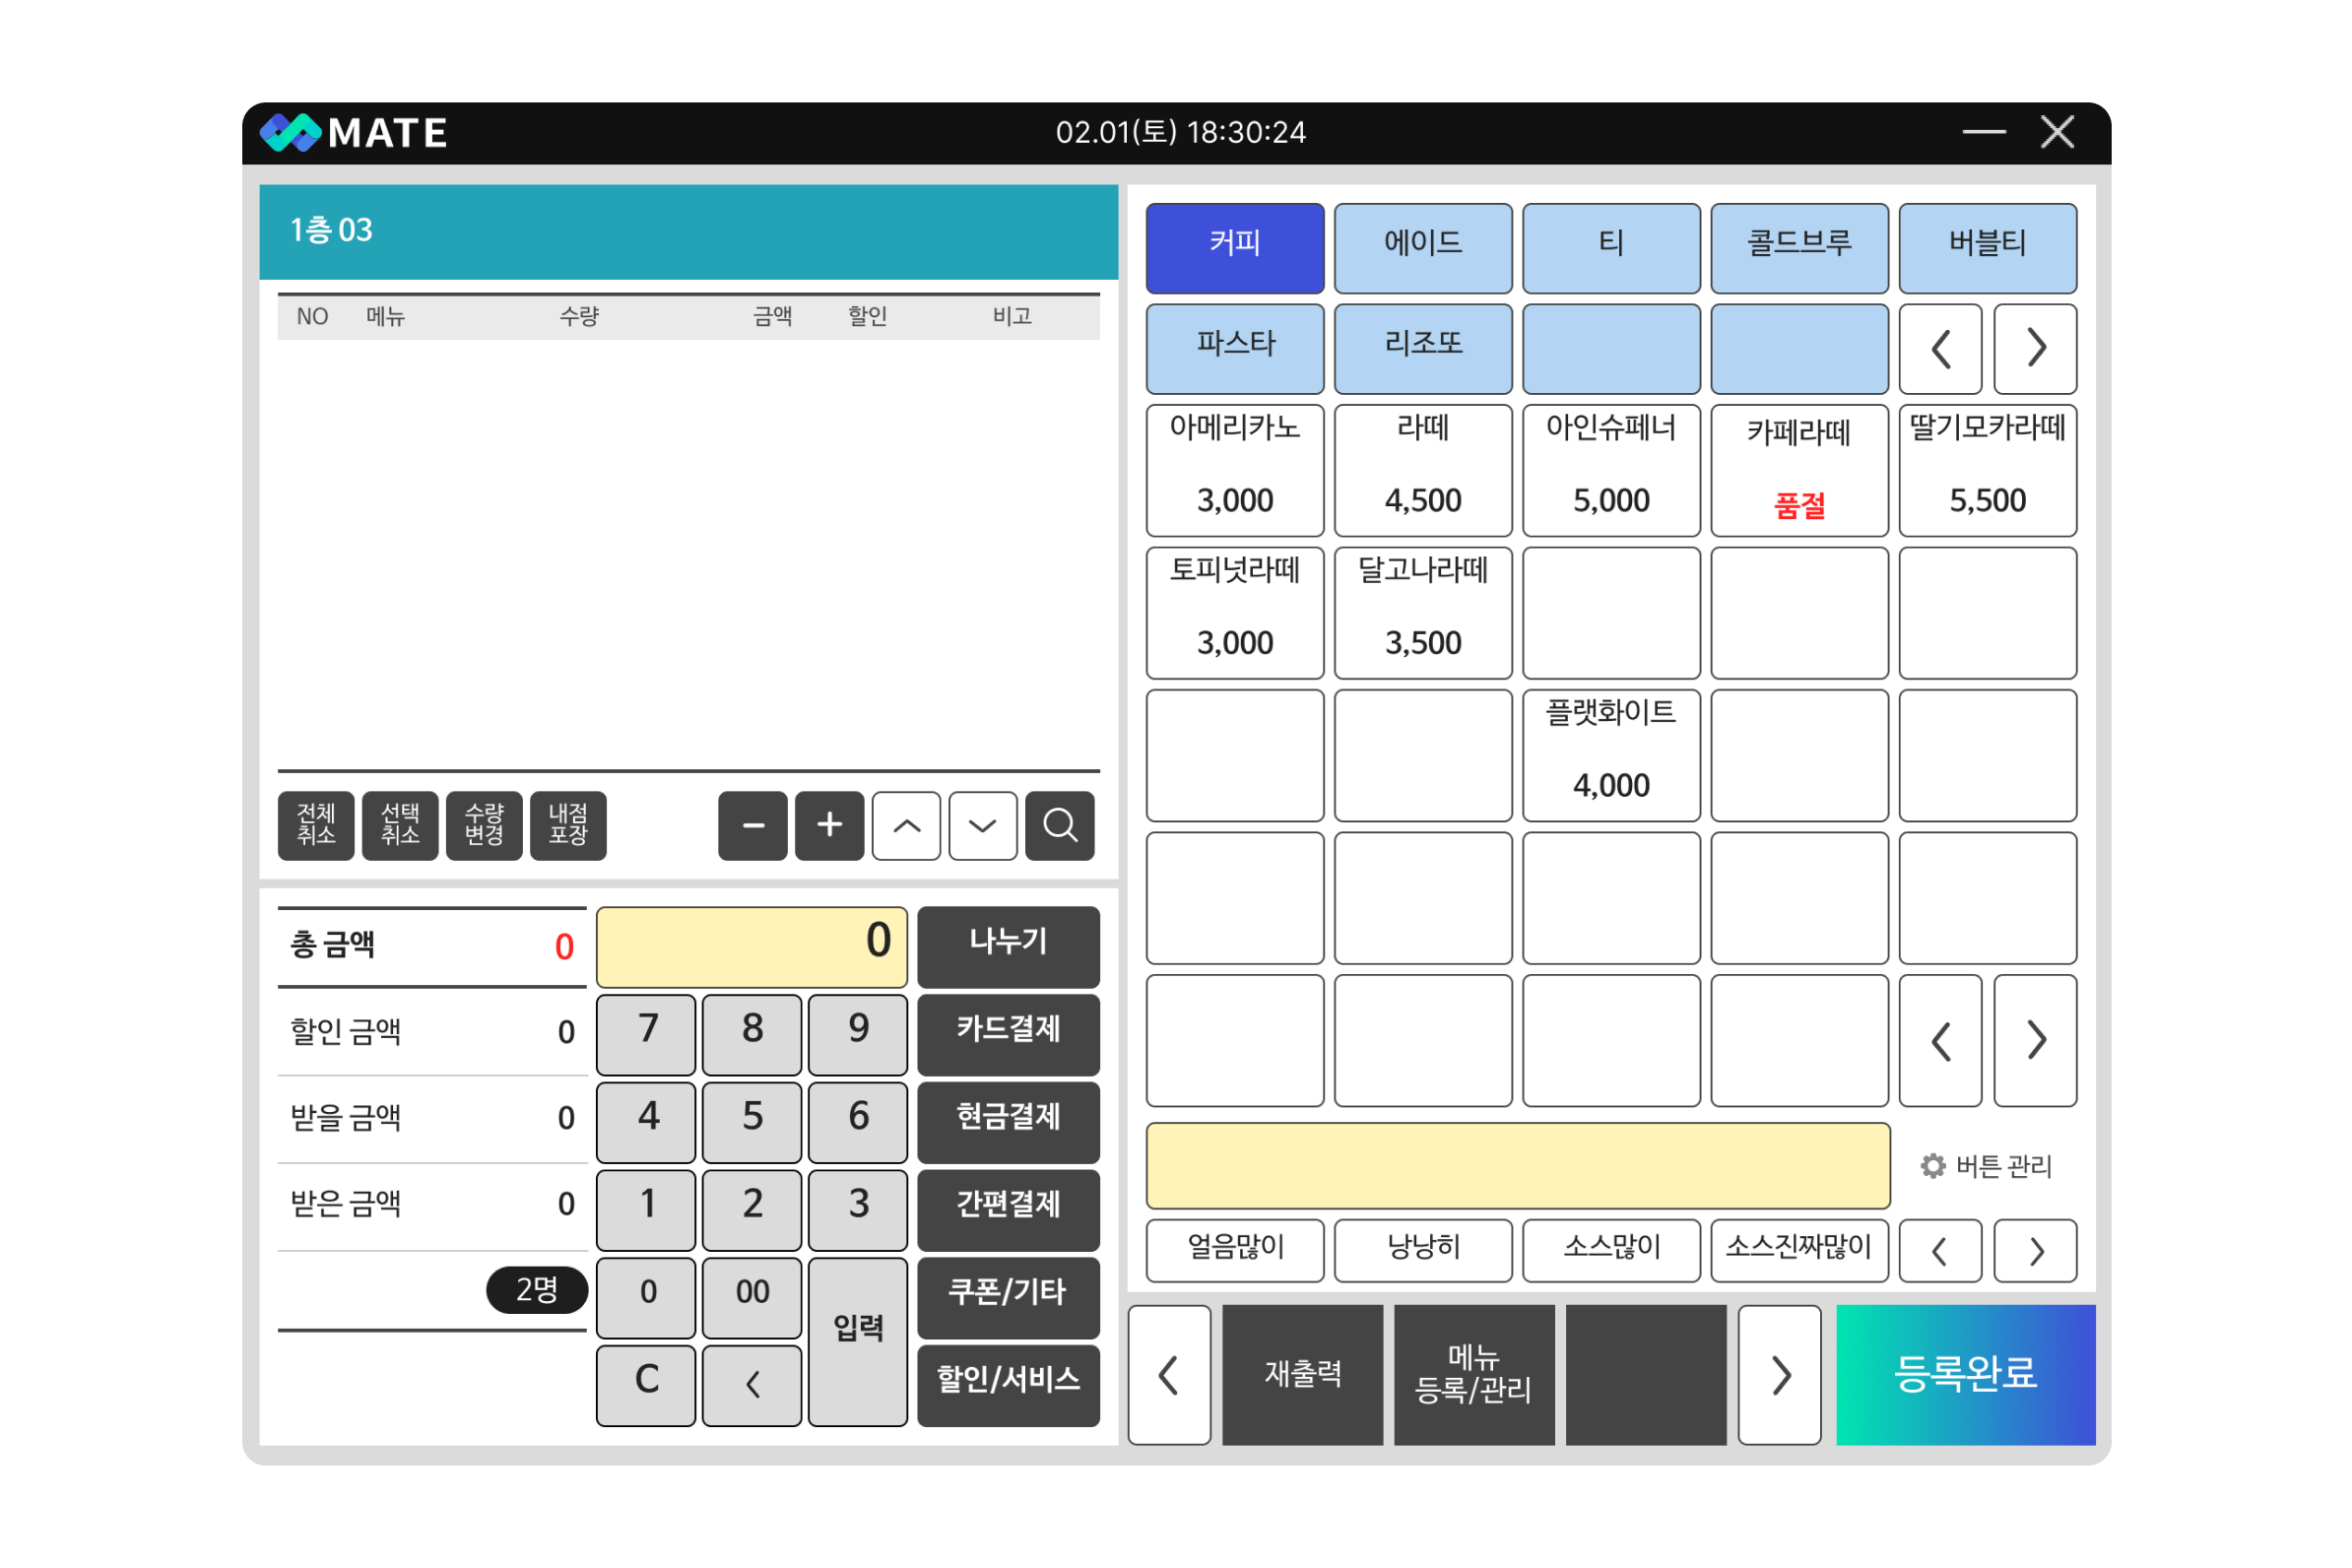 MATE
02.01(토) 18:30:24
1층 03
NO 메뉴 수량 금액 할인 비고
전체
취소
선택
취소
수량
변경
내점
포장
총 금액 0
할인 금액 0
받을 금액 0
받은 금액 0
2명
0
7 8 9
4 5 6
1 2 3
0 00
입력
C
나누기
카드결제
현금결제
간편결제
쿠폰/기타
할인/서비스
커피 에이드 티 콜드브루 버블티
파스타 리조또
아메리카노 라떼 아인슈페너 카페라떼 딸기모카라떼
3,000 4,500 5,000 품절 5,500
토피넛라떼 달고나라떼
3,000 3,500
플랫화이트
4,000
버튼 관리
얼음많이 낭낭히 소스많이 소스진짜많이
재출력
메뉴
등록/관리
등록완료